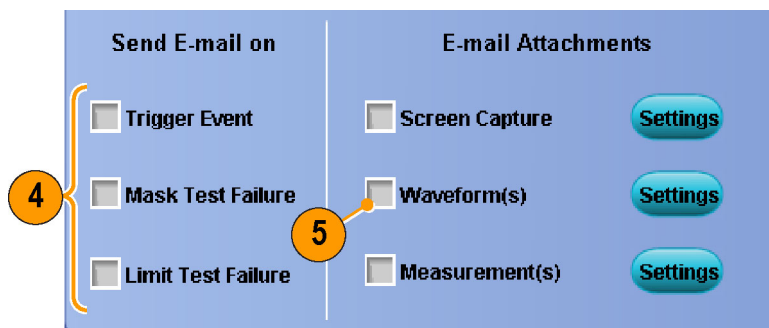 Send E-mail on
E-mail Attachments
Trigger Event
Screen Capture
Settings
4
Mask Test Failure
Waveform(s)
Settings
5
Limit Test Failure
Measurement(s)
Settings